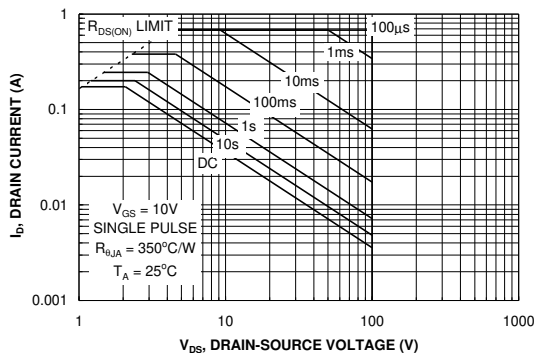 1
R_DS(ON) LIMIT
100µs
1ms
10ms
100ms
1s
10s
DC
0.1
0.01
0.001
I_D, DRAIN CURRENT (A)
V_GS = 10V
SINGLE PULSE
R_θJA = 350°C/W
T_A = 25°C
1
10
100
1000
V_DS, DRAIN-SOURCE VOLTAGE (V)